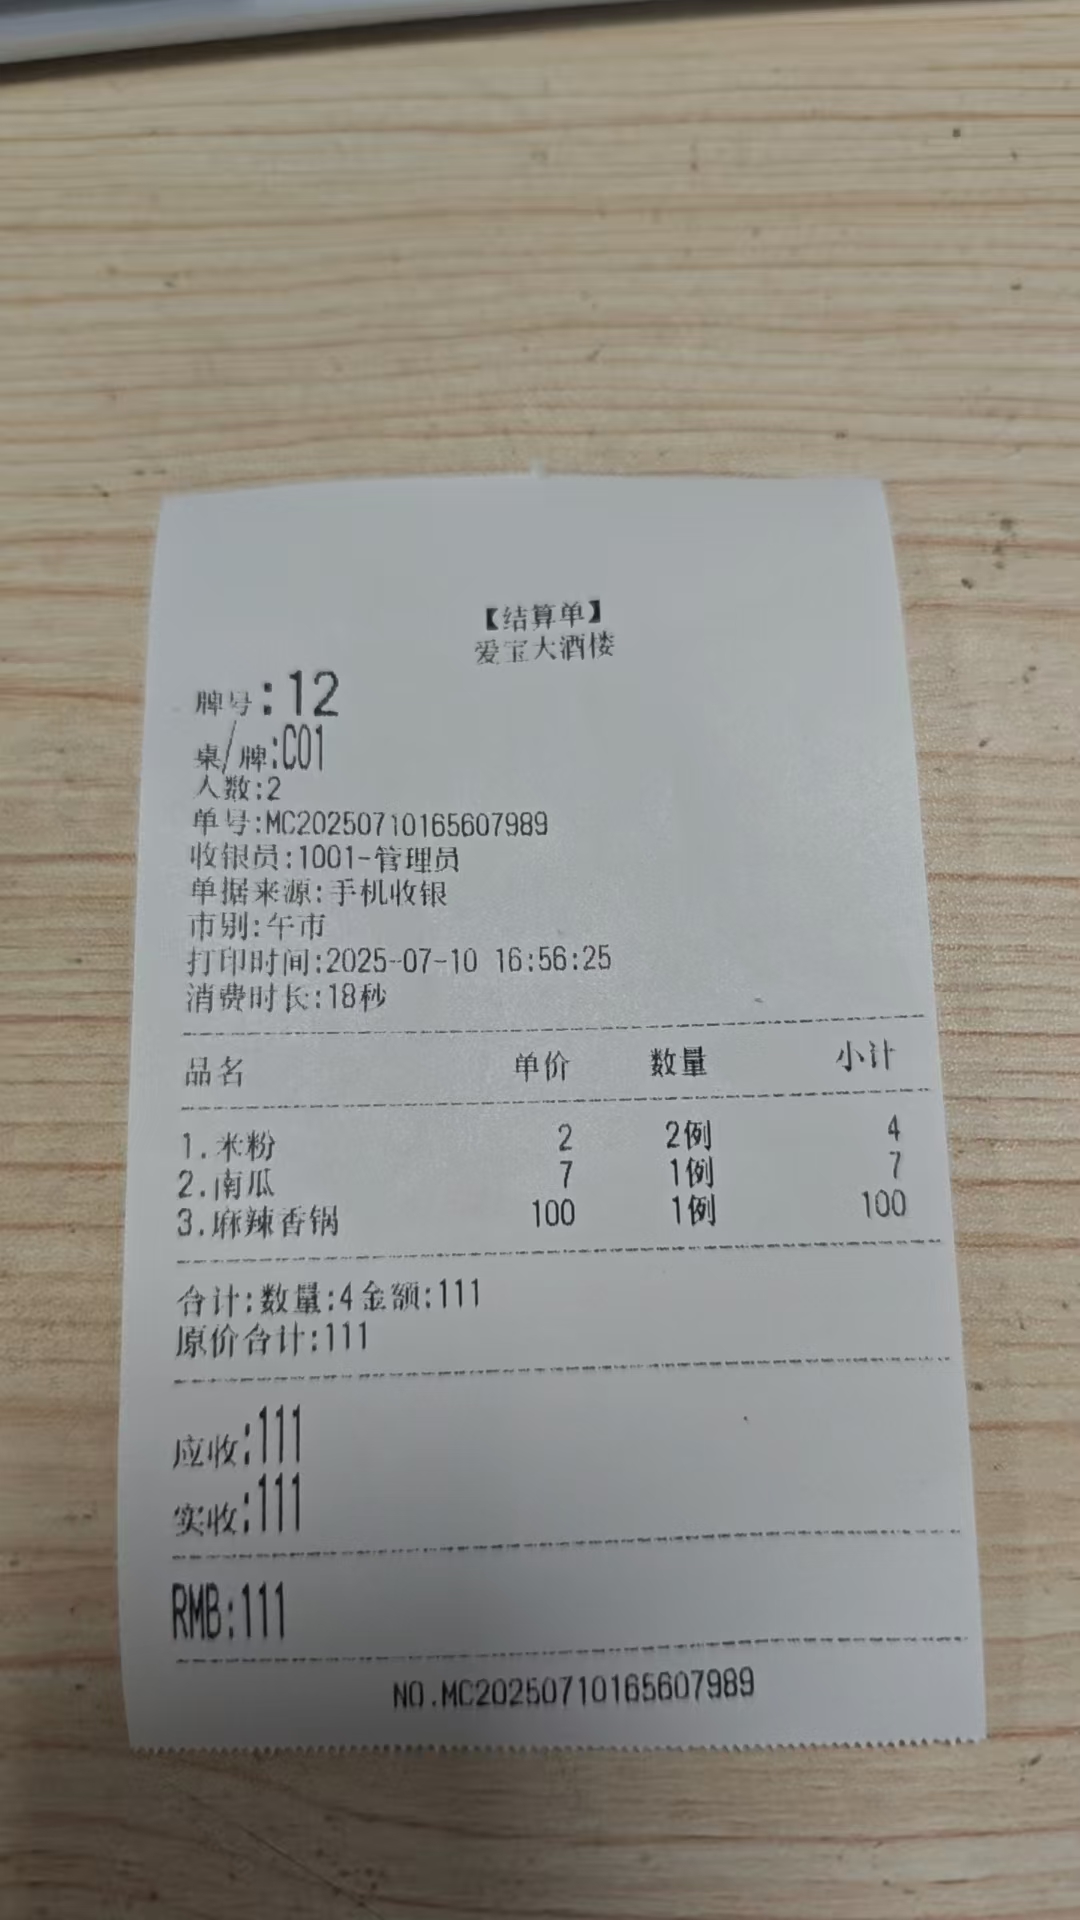 【结算单】
爱宝大酒楼
牌号:12
桌/牌:C01
人数:2
单号:MC20250710165607989
收银员:1001-管理员
单据来源:手机收银
市别:午市
打印时间:2025-07-10 16:56:25
消费时长:18秒
品名 单价 数量 小计
1.米粉 2 2例 4
2.南瓜 7 1例 7
3.麻辣香锅 100 1例 100
合计:数量:4金额:111
原价合计:111
应收:111
实收:111
RMB:111
NO.MC20250710165607989